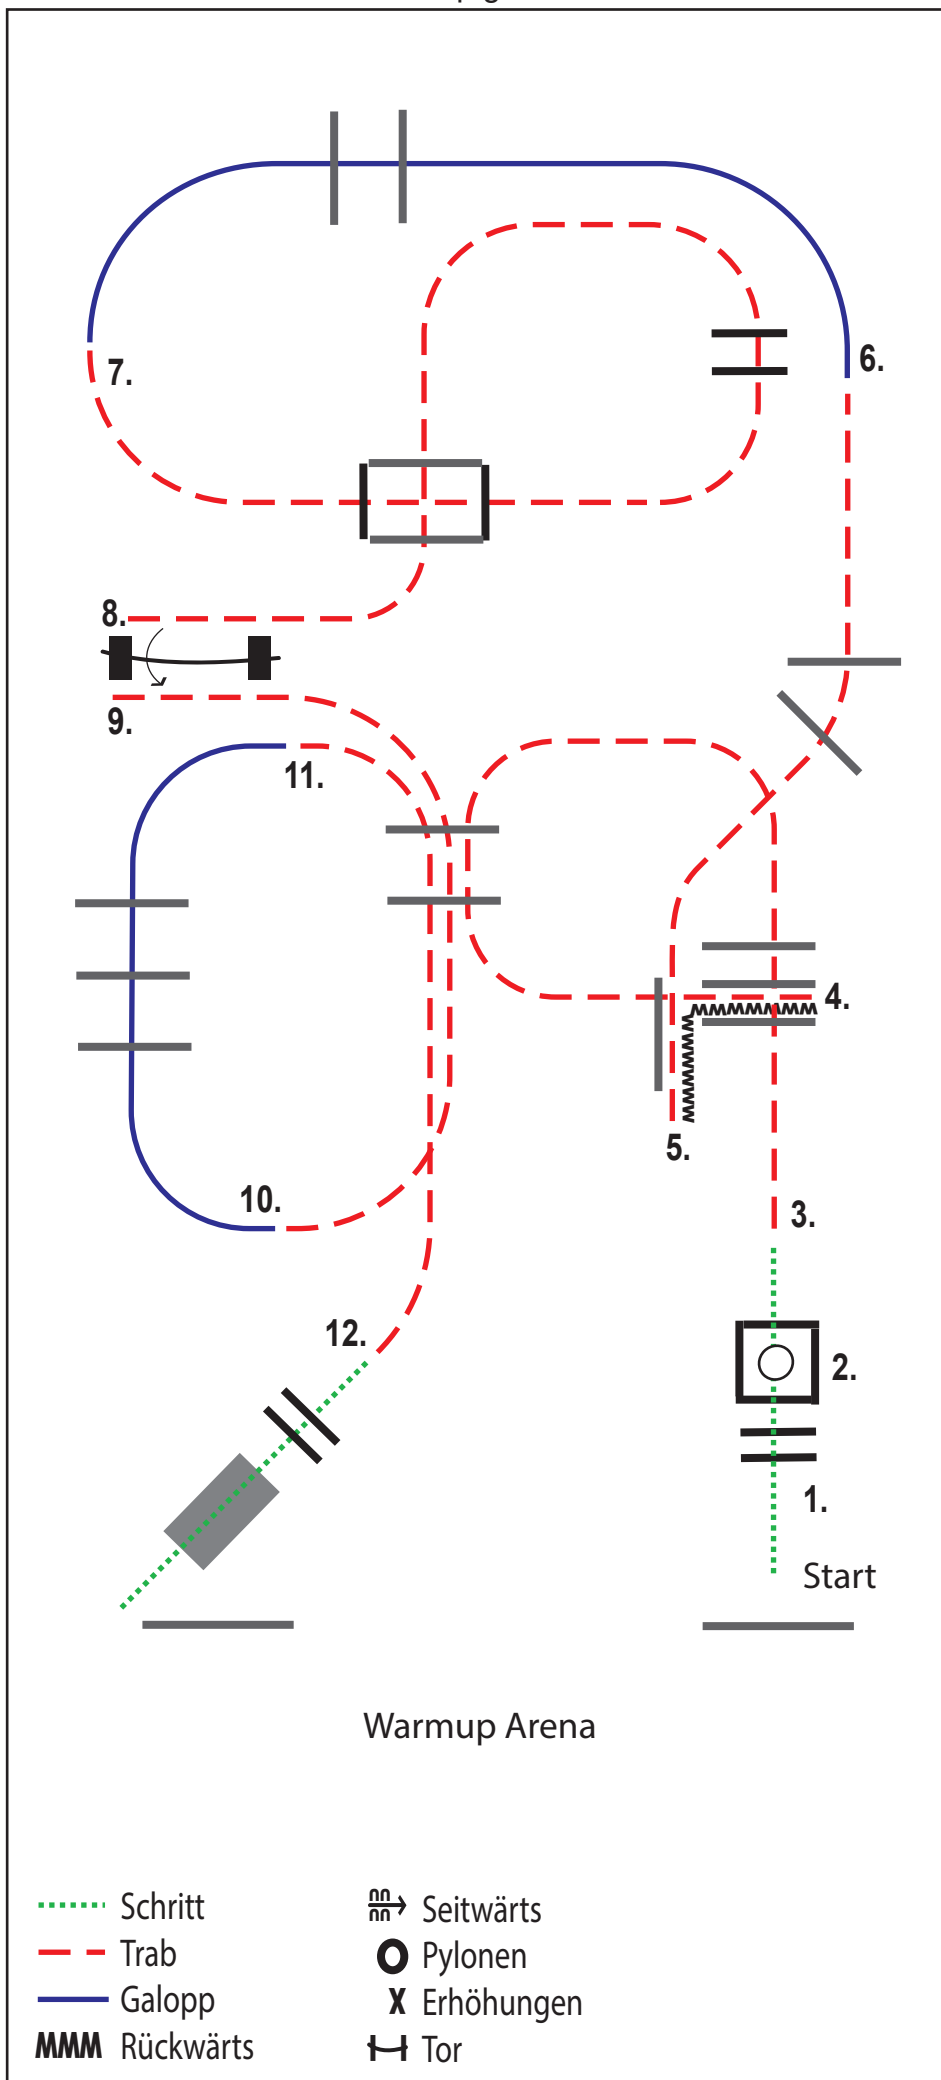 6.
7.
8.
9.
11.
4.
5.
10.
3.
12.
2.
1.
Start
Warmup Arena
Schritt
Trab
Galopp
MMM Rückwärts
Seitwärts
Pylonen
X Erhöhungen
Tor